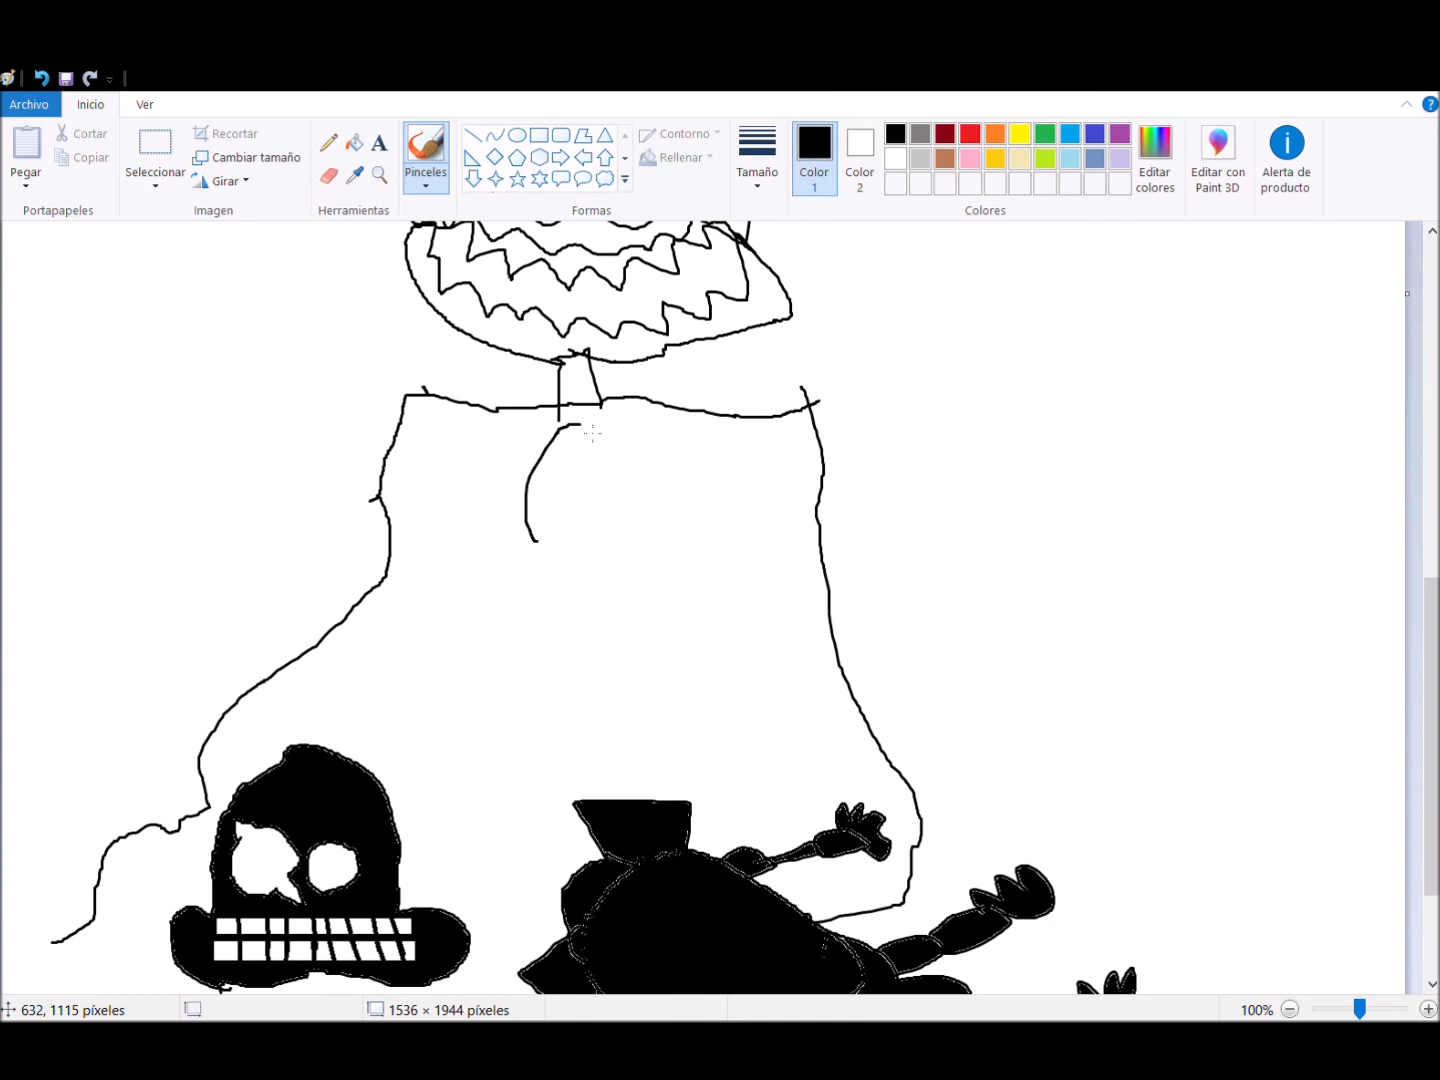 Archivo Inicio Ver
Pegar
Cortar
Copiar
Portapapeles
Seleccionar
Recortar
Cambiar tamaño
Girar
Imagen
A
Herramientas
Pinceles
Contorno
Rellenar
Formas
Tamaño
Color
1
Color
2
Editar
colores
Colores
Editar con
Paint 3D
Alerta de
producto
632, 1115 píxeles
1536 × 1944 píxeles
100%